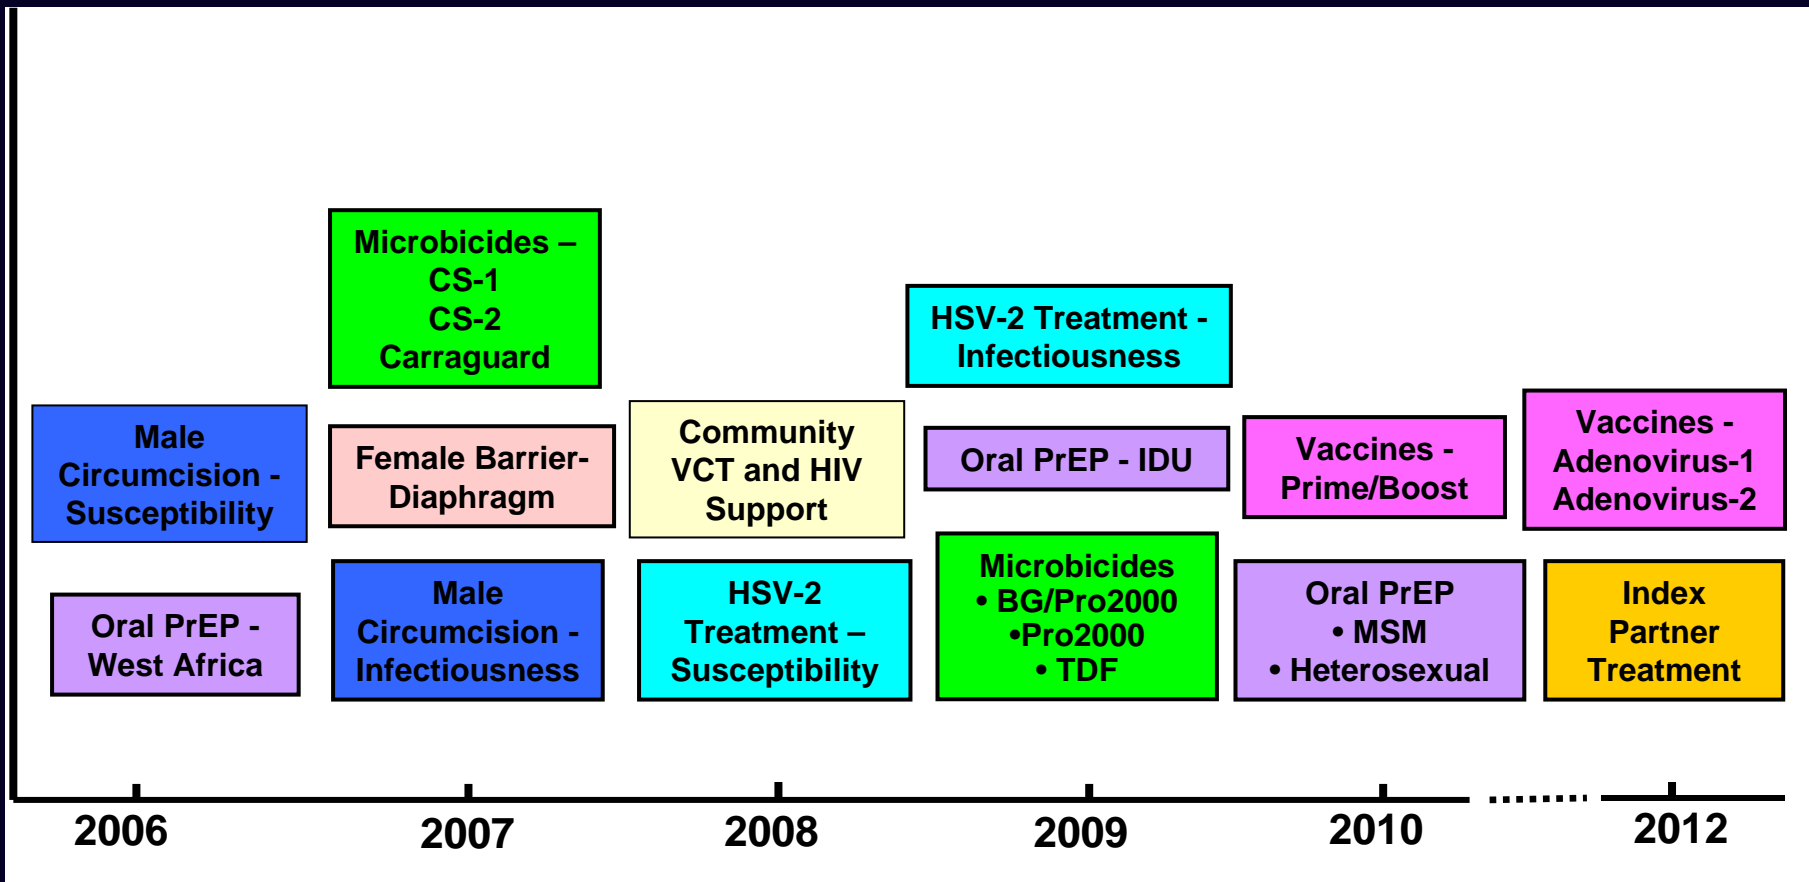 Microbicides –
CS-1
CS-2
Carraguard
HSV-2 Treatment -
Infectiousness
Male
Circumcision -
Susceptibility
Female Barrier-
Diaphragm
Community
VCT and HIV
Support
Oral PrEP - IDU
Vaccines -
Prime/Boost
Vaccines -
Adenovirus-1
Adenovirus-2
Oral PrEP -
West Africa
Male
Circumcision -
Infectiousness
HSV-2
Treatment –
Susceptibility
Microbicides
• BG/Pro2000
•Pro2000
• TDF
Oral PrEP
• MSM
• Heterosexual
Index
Partner
Treatment
2006
2007
2008
2009
2010
2012